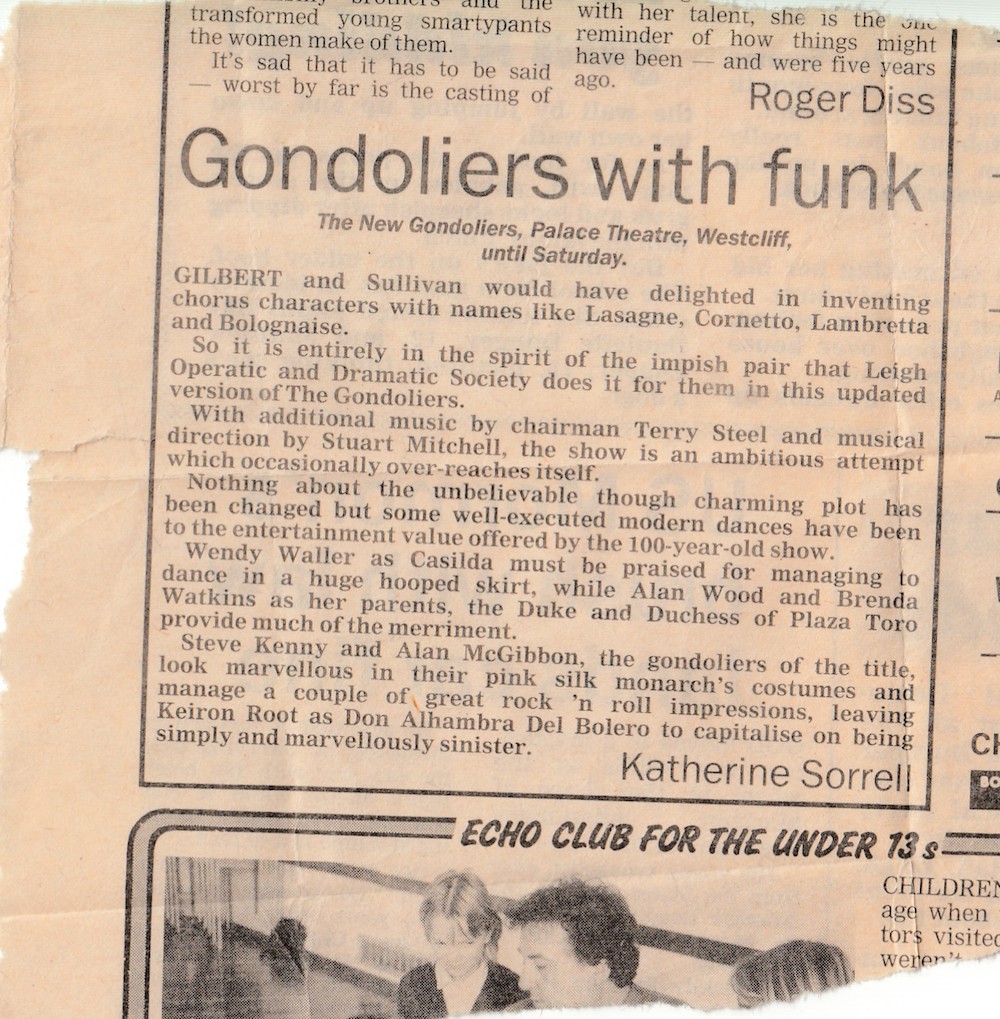 brothers and the
transformed young smartypants
the women make of them.
It's sad that it has to be said
— worst by far is the casting of
with her talent, she is the one
reminder of how things might
have been — and were five years
ago.
Roger Diss
Gondoliers with funk
The New Gondoliers, Palace Theatre, Westcliff,
until Saturday.
GILBERT and Sullivan would have delighted in inventing
chorus characters with names like Lasagne, Cornetto, Lambretta
and Bolognaise.
So it is entirely in the spirit of the impish pair that Leigh
Operatic and Dramatic Society does it for them in this updated
version of The Gondoliers.
With additional music by chairman Terry Steel and musical
direction by Stuart Mitchell, the show is an ambitious attempt
which occasionally over-reaches itself.
Nothing about the unbelievable though charming plot has
been changed but some well-executed modern dances have been
to the entertainment value offered by the 100-year-old show.
Wendy Waller as Casilda must be praised for managing to
dance in a huge hooped skirt, while Alan Wood and Brenda
Watkins as her parents, the Duke and Duchess of Plaza Toro
provide much of the merriment.
Steve Kenny and Alan McGibbon, the gondoliers of the title,
look marvellous in their pink silk monarch's costumes and
manage a couple of great rock 'n roll impressions, leaving
Keiron Root as Don Alhambra Del Bolero to capitalise on being
simply and marvellously sinister.
Katherine Sorrell
ECHO CLUB FOR THE UNDER 13s
CHILDREN
age when
tors visited
weren't
CH
BO